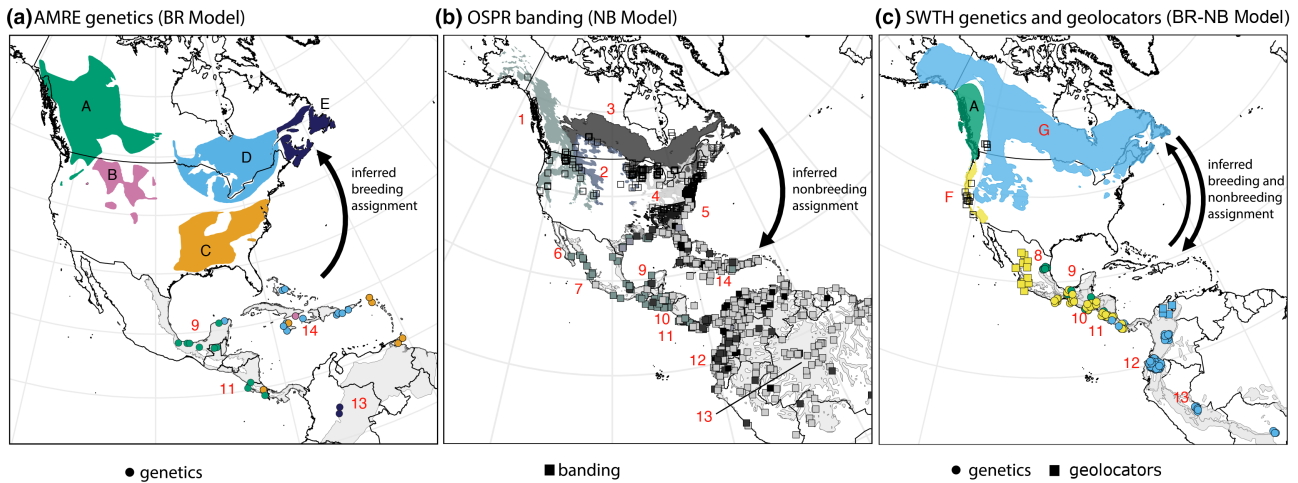 (a) AMRE genetics (BR Model)
A
B
C
D
E
9
14
11
13
inferred
breeding
assignment
genetics
(b) OSPR banding (NB Model)
1
3
2
4
5
6
7
9
14
10
11
12
13
inferred
nonbreeding
assignment
banding
(c) SWTH genetics and geolocators (BR-NB Model)
A
G
F
8
9
10
11
12
13
inferred
breeding and
nonbreeding
assignment
genetics geolocators